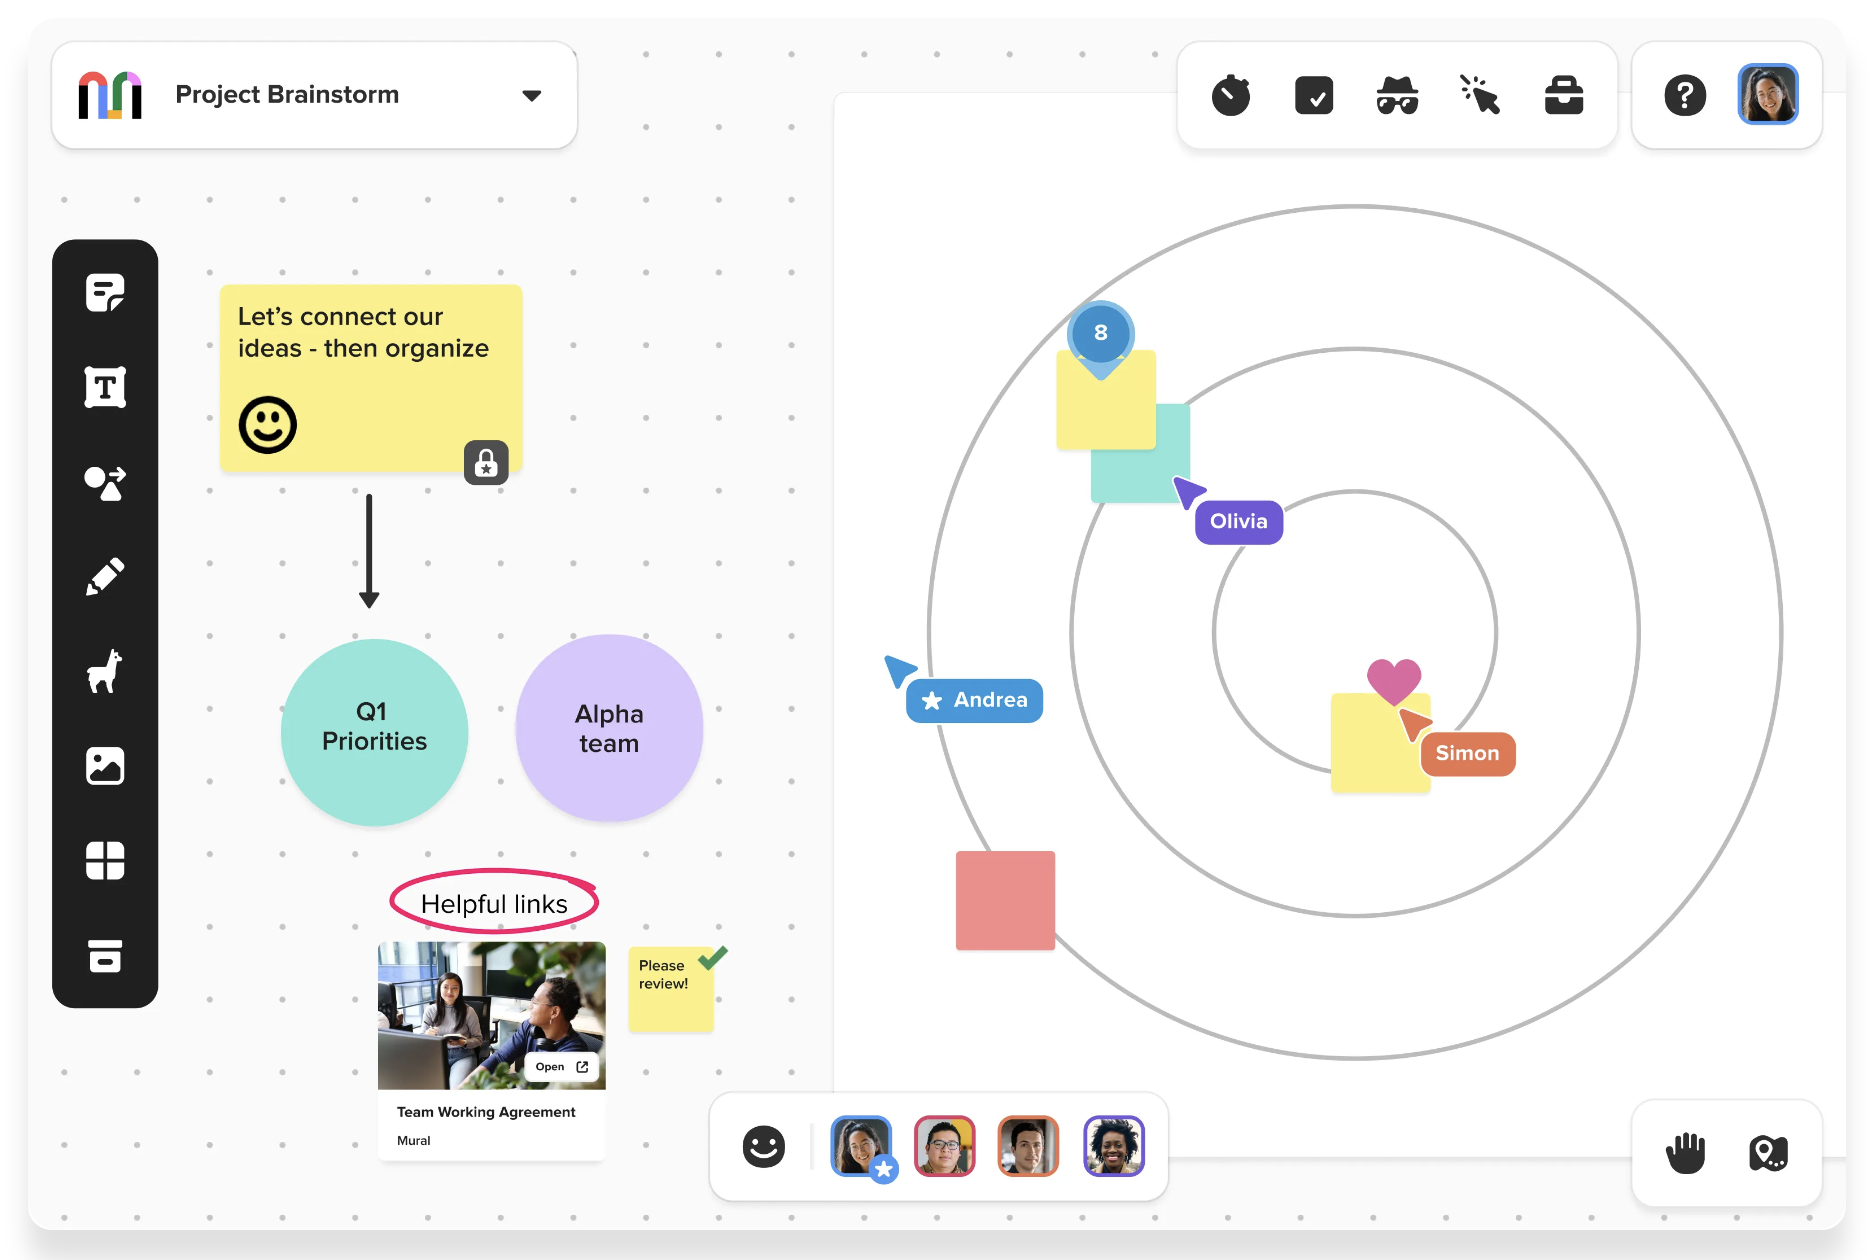 Project Brainstorm
?
Let’s connect our
ideas - then organize
T
8
Olivia
Andrea
Simon
Q1
Priorities
Alpha
team
Helpful links
Please
review!
Open
Team Working Agreement
Mural